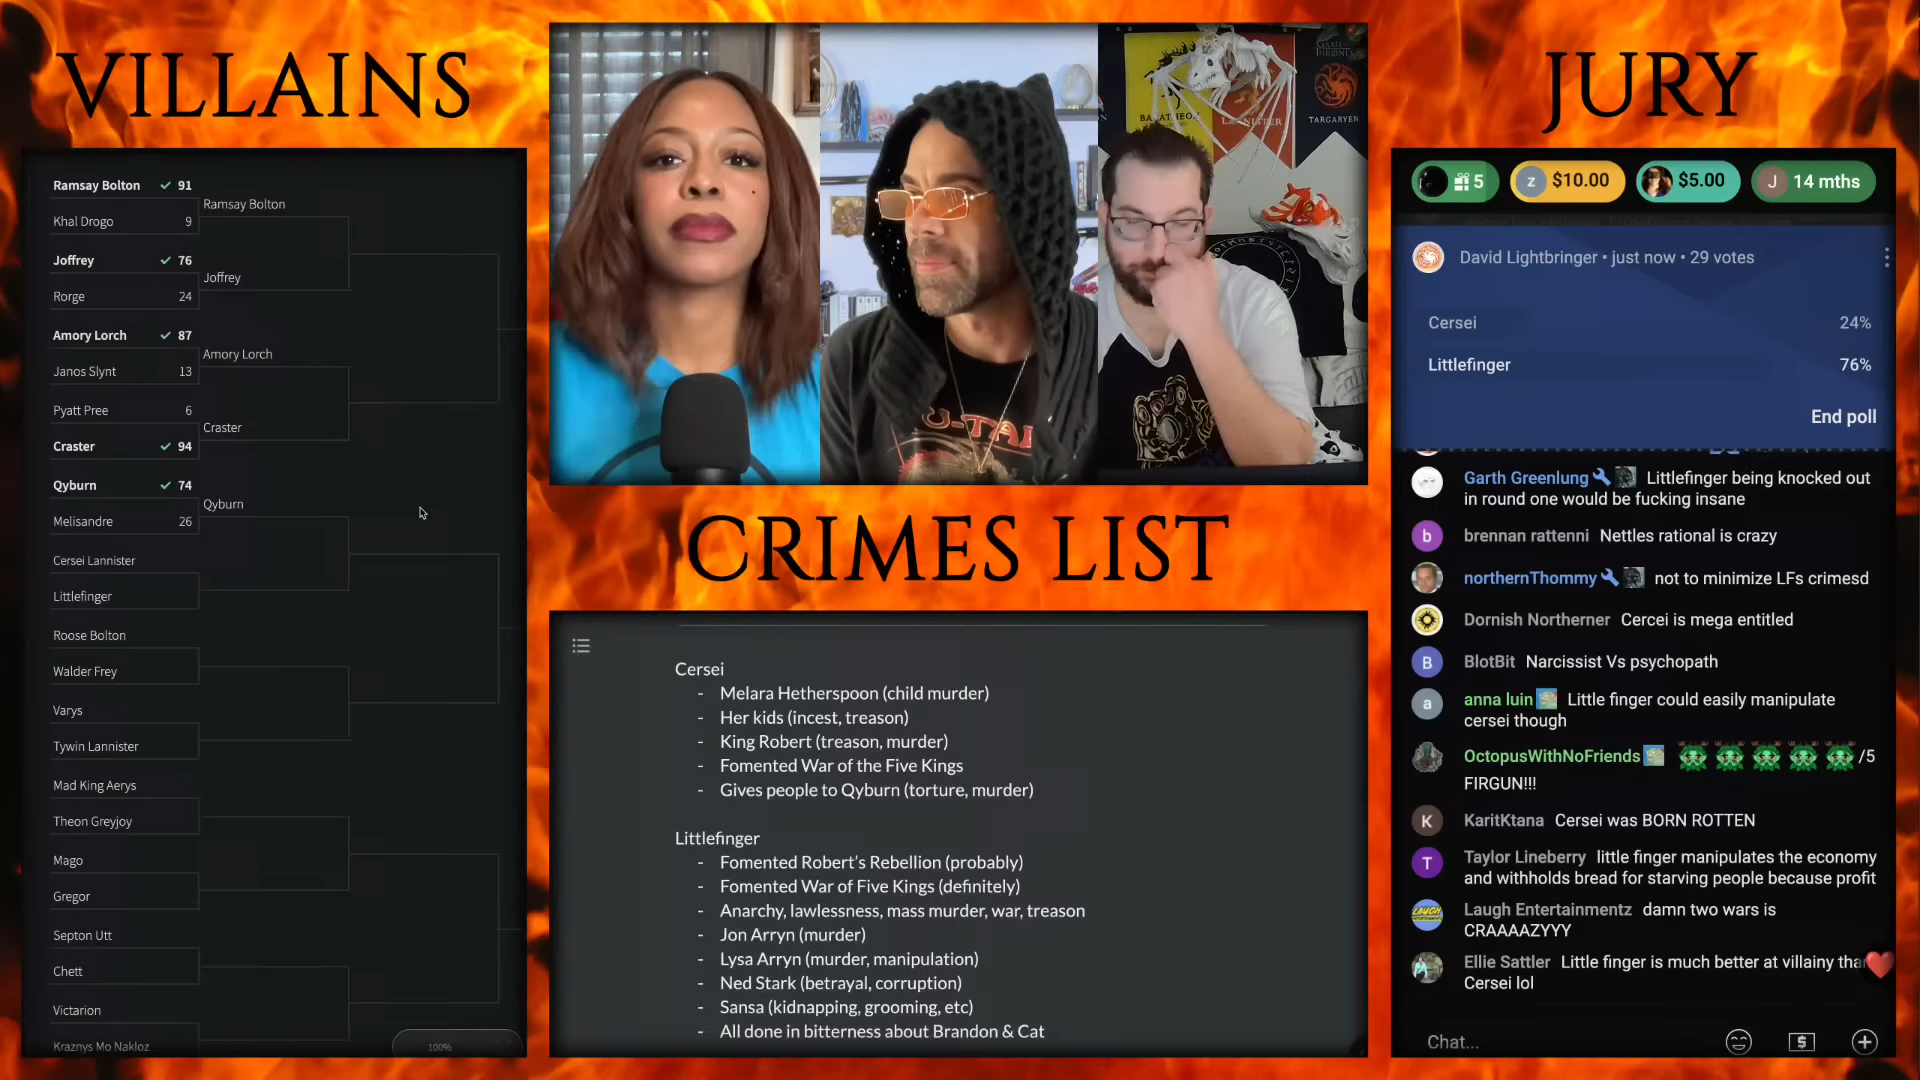 VILLAINS
Ramsay Bolton ✓ 91
Khal Drogo 9
Ramsay Bolton
Joffrey ✓ 76
Rorge 24
Joffrey
Amory Lorch ✓ 87
Janos Slynt 13
Amory Lorch
Pyatt Pree 6
Craster ✓ 94
Craster
Qyburn ✓ 74
Melisandre 26
Qyburn
Cersei Lannister
Littlefinger
Roose Bolton
Walder Frey
Varys
Tywin Lannister
Mad King Aerys
Theon Greyjoy
Mago
Gregor
Septon Utt
Chett
Victarion
Kraznys Mo Nakloz
100%
GAME THRONES
BARATHEON
LANNISTER
TARGARYEN
U-TA
CRIMES LIST
Cersei
- Melara Hetherspoon (child murder)
- Her kids (incest, treason)
- King Robert (treason, murder)
- Fomented War of the Five Kings
- Gives people to Qyburn (torture, murder)
Littlefinger
- Fomented Robert's Rebellion (probably)
- Fomented War of Five Kings (definitely)
- Anarchy, lawlessness, mass murder, war, treason
- Jon Arryn (murder)
- Lysa Arryn (murder, manipulation)
- Ned Stark (betrayal, corruption)
- Sansa (kidnapping, grooming, etc)
- All done in bitterness about Brandon & Cat
JURY
5
z $10.00
$5.00
J 14 mths
David Lightbringer • just now • 29 votes
Cersei 24%
Littlefinger 76%
End poll
Garth Greenlung Littlefinger being knocked out
in round one would be fucking insane
b brennan rattenni Nettles rational is crazy
northernThommy not to minimize LFs crimesd
Dornish Northerner Cercei is mega entitled
B BlotBit Narcissist Vs psychopath
a anna luin Little finger could easily manipulate
cersei though
OctopusWithNoFriends /5
FIRGUN!!!
K KaritKtana Cersei was BORN ROTTEN
T Taylor Lineberry little finger manipulates the economy
and withholds bread for starving people because profit
LAUGH Laugh Entertainmentz damn two wars is
CRAAAAZYYY
Ellie Sattler Little finger is much better at villainy tha
Cersei lol
Chat...